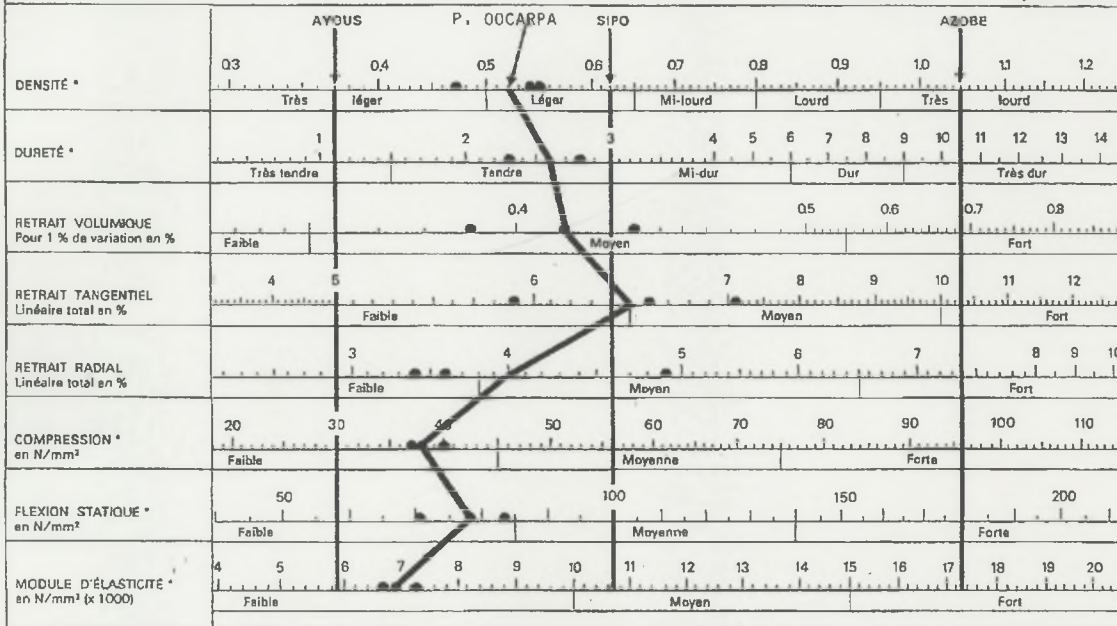 AYOUS P. OOCARPA SIPO AZOBE
0.3 0.4 0.5 0.6 0.7 0.8 0.9 1.0 1.1 1.2
DENSITÉ *
Très léger Léger Mi-lourd Lourd Très lourd
1 2 3 4 5 6 7 8 9 10 11 12 13 14
DURETÉ *
Très tendre Tendre Mi-dur Dur Très dur
RETRAIT VOLUMIQUE 0.4 0.5 0.6 0.7 0.8
Pour 1 % de variation en %
Faible Moyen Fort
4 5 6 7 8 9 10 11 12
RETRAIT TANGENTIEL
Linéaire total en %
Faible Moyen Fort
RETRAIT RADIAL 3 4 5 6 7 8 9 10
Linéaire total en %
Faible Moyen Fort
COMPRESSION * 20 30 40 50 60 70 80 90 100 110
en N/mm²
Faible Moyenne Forte
50 100 150 200
FLEXION STATIQUE *
en N/mm²
Faible Moyenne Forte
MODULE D'ÉLASTICITÉ * 4 5 6 7 8 9 10 11 12 13 14 15 16 17 18 19 20
en N/mm² (x 1000)
Faible Moyen Fort